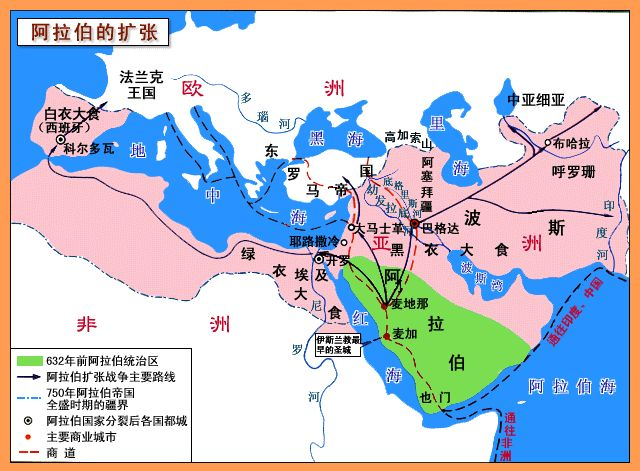 阿拉伯的扩张
欧
洲
法兰克
王国
多
瑙
河
白衣大食
(西班牙)
科尔多瓦
地
中
海
黑
海
高加索山
里
海
中亚细亚
布哈拉
呼罗珊
东
罗
马
帝
国
阿
塞
拜
疆
底
格
里
斯
河
幼
发
拉
底
河
大马士革
巴格达
耶路撒冷
开罗
亚
洲
波
斯
黑
衣
大
食
印
度
河
波
斯
湾
绿
衣
大
食
埃
及
尼
罗
河
非
洲
红
海
阿
拉
伯
麦地那
麦加
伊斯兰教最
早的圣城
也门
通往印度、中国
阿拉伯海
通往
非洲
632年前阿拉伯统治区
阿拉伯扩张战争主要路线
750年阿拉伯帝国
全盛时期的疆界
阿拉伯国家分裂后各国都城
主要商业城市
商 道